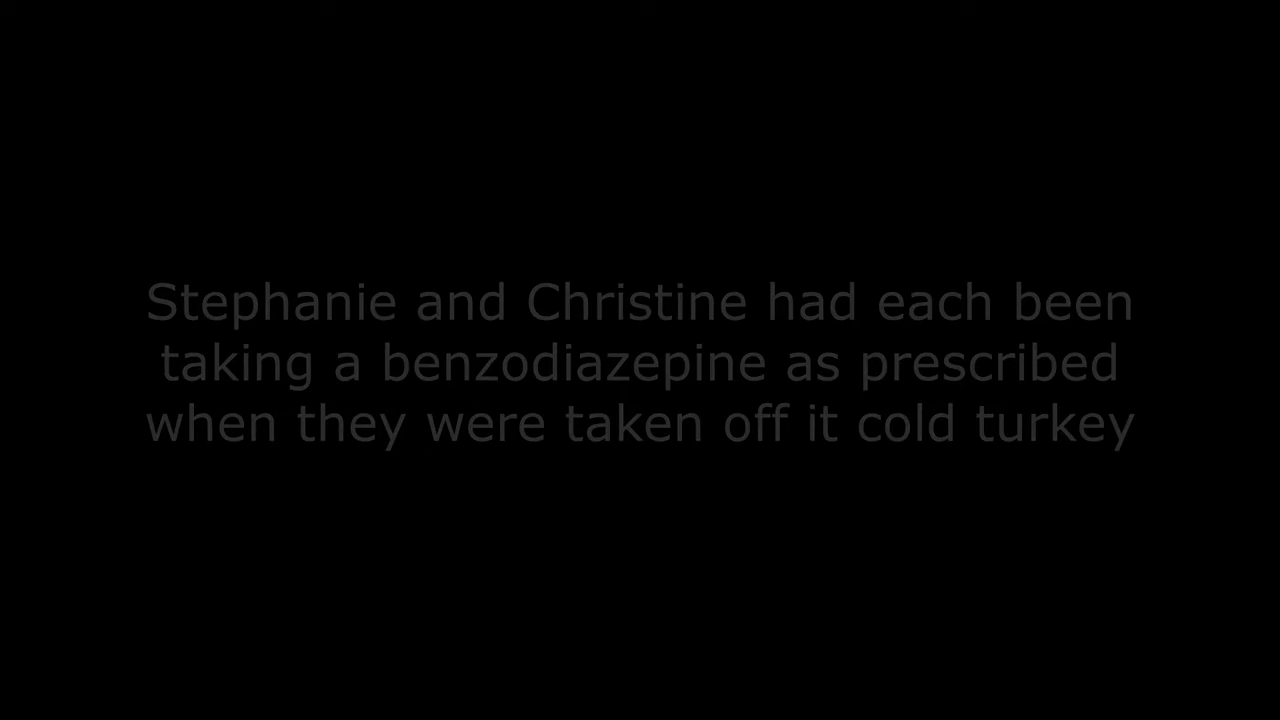 Stephanie and Christine had each been
taking a benzodiazepine as prescribed
when they were taken off it cold turkey